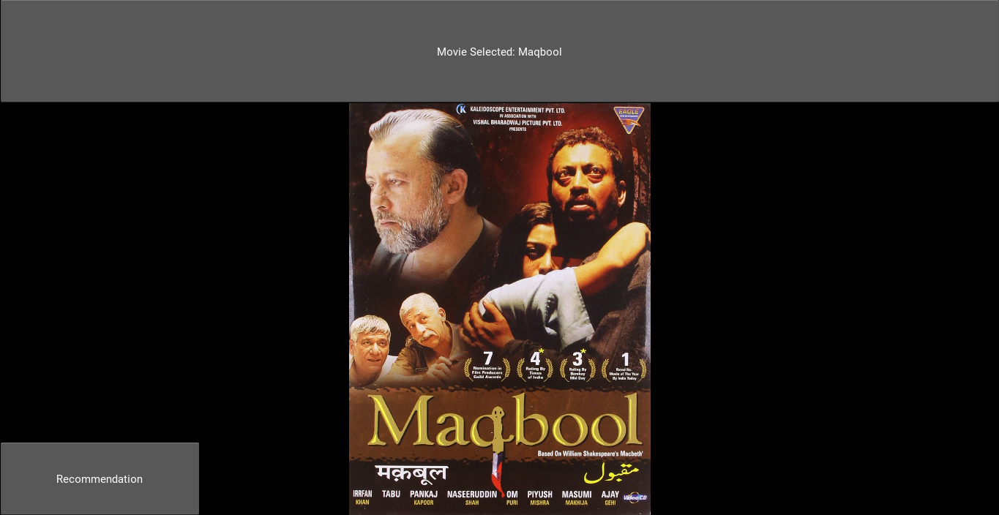 Movie Selected: Maqbool
KALEIDOSCOPE ENTERTAINMENT PVT. LTD.
IN ASSOCIATION WITH
VISHAL BHARADWAJ PICTURE PVT. LTD.
PRESENTS
EAGLE
7
Nomination in
Film Producers
Guild Awards
4*
Rating By
Times
of India
3*
Rating By
Bombay
Mid Day
1
Rated No.
Movie of The Year
By India Today
Maqbool
Based On William Shakespeare's Macbeth'
मक़बूल
مقبول
IRRFAN KHAN TABU PANKAJ KAPOOR NASEERUDDIN SHAH OM PURI PIYUSH MISHRA MASUMI MAKHIJA AJAY GEHI
Video CD
Recommendation